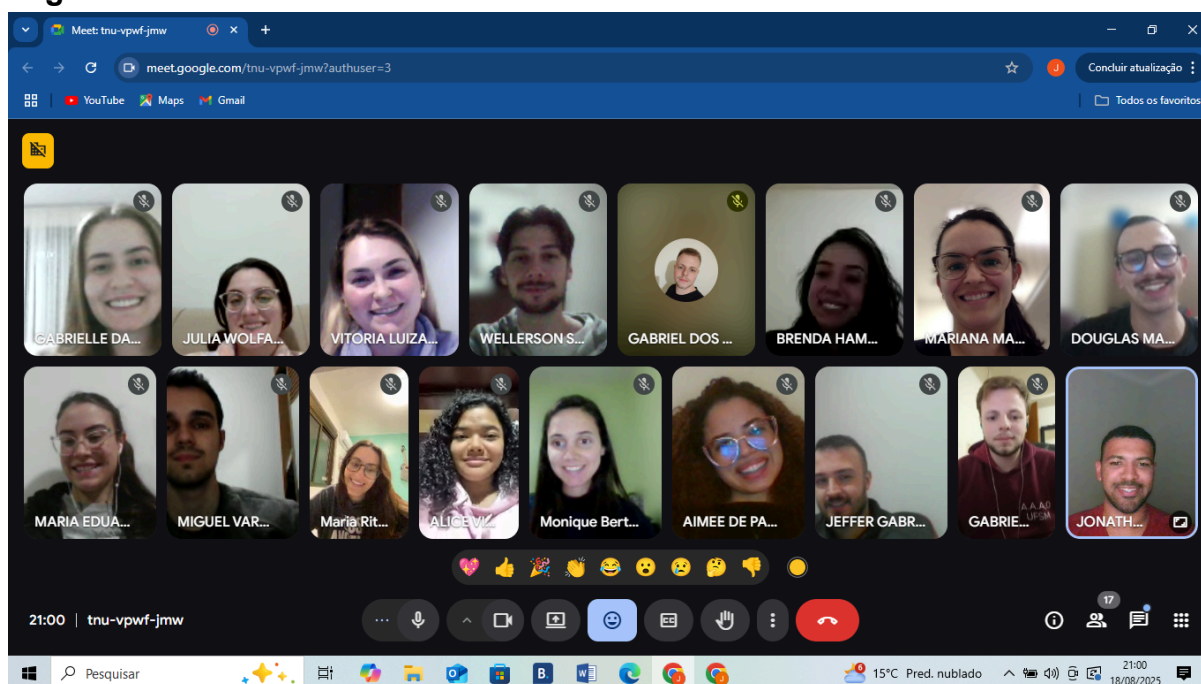 Meet: tnu-vpwf-jmw
meet.google.com/tnu-vpwf-jmw?authuser=3
Concluir atualização
YouTube Maps Gmail
Todos os favoritos
GABRIELLE DA... JULIA WOLFA... VITORIA LUIZA... WELLERSON S... GABRIEL DOS ... BRENDA HAM... MARIANA MA... DOUGLAS MA...
A.A.A.O
UFSM
MARIA EDUA... MIGUEL VAR... Maria Rit... ALICE VI... Monique Bert... AIMEE DE PA... JEFFER GABR... GABRIE... JONATH...
17
21:00 | tnu-vpwf-jmw
Pesquisar
15°C Pred. nublado
21:00
18/08/2025